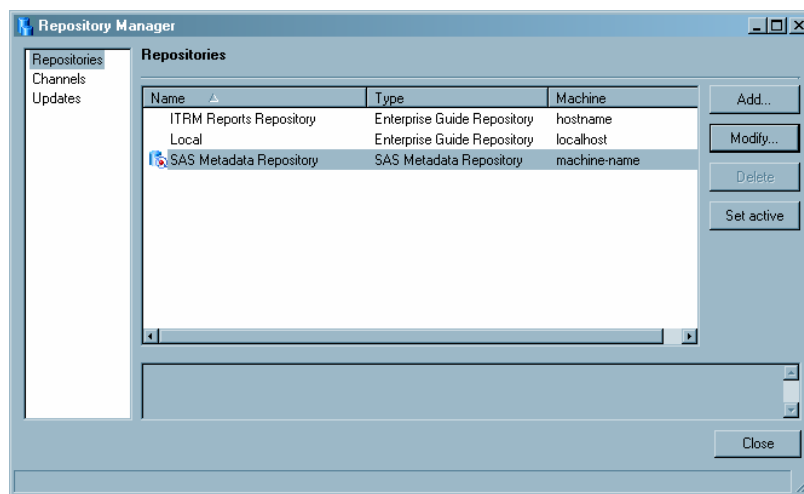 Repository Manager
Repositories
Channels
Updates
Repositories
Name Type Machine
ITRM Reports Repository Enterprise Guide Repository hostname
Local Enterprise Guide Repository localhost
SAS Metadata Repository SAS Metadata Repository machine-name
Add...
Modify...
Delete
Set active
Close